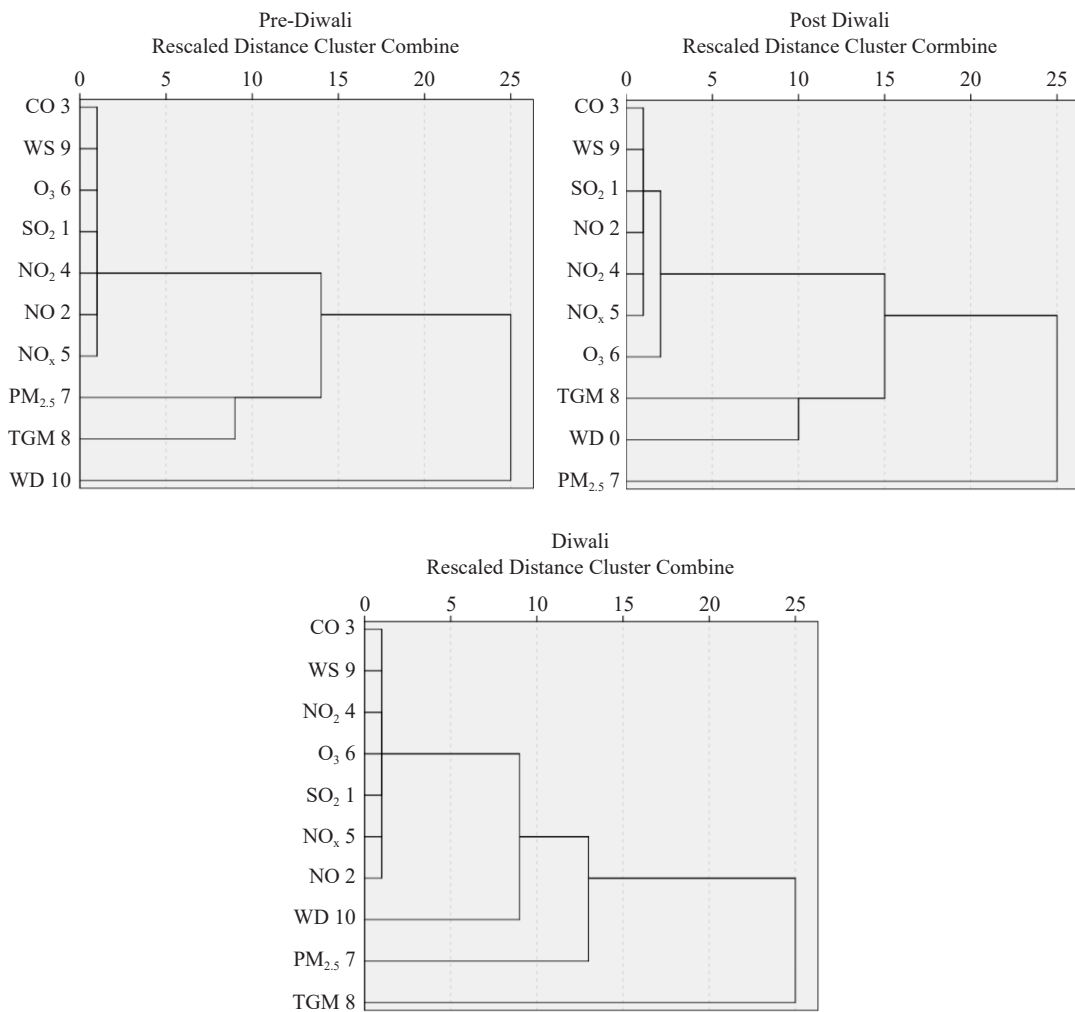 Pre-Diwali
Rescaled Distance Cluster Combine
0 5 10 15 20 25
CO 3
WS 9
O₃ 6
SO₂ 1
NO₂ 4
NO 2
NOₓ 5
PM₂.₅ 7
TGM 8
WD 10
Post Diwali
Rescaled Distance Cluster Cormbine
0 5 10 15 20 25
CO 3
WS 9
SO₂ 1
NO 2
NO₂ 4
NOₓ 5
O₃ 6
TGM 8
WD 0
PM₂.₅ 7
Diwali
Rescaled Distance Cluster Combine
0 5 10 15 20 25
CO 3
WS 9
NO₂ 4
O₃ 6
SO₂ 1
NOₓ 5
NO 2
WD 10
PM₂.₅ 7
TGM 8